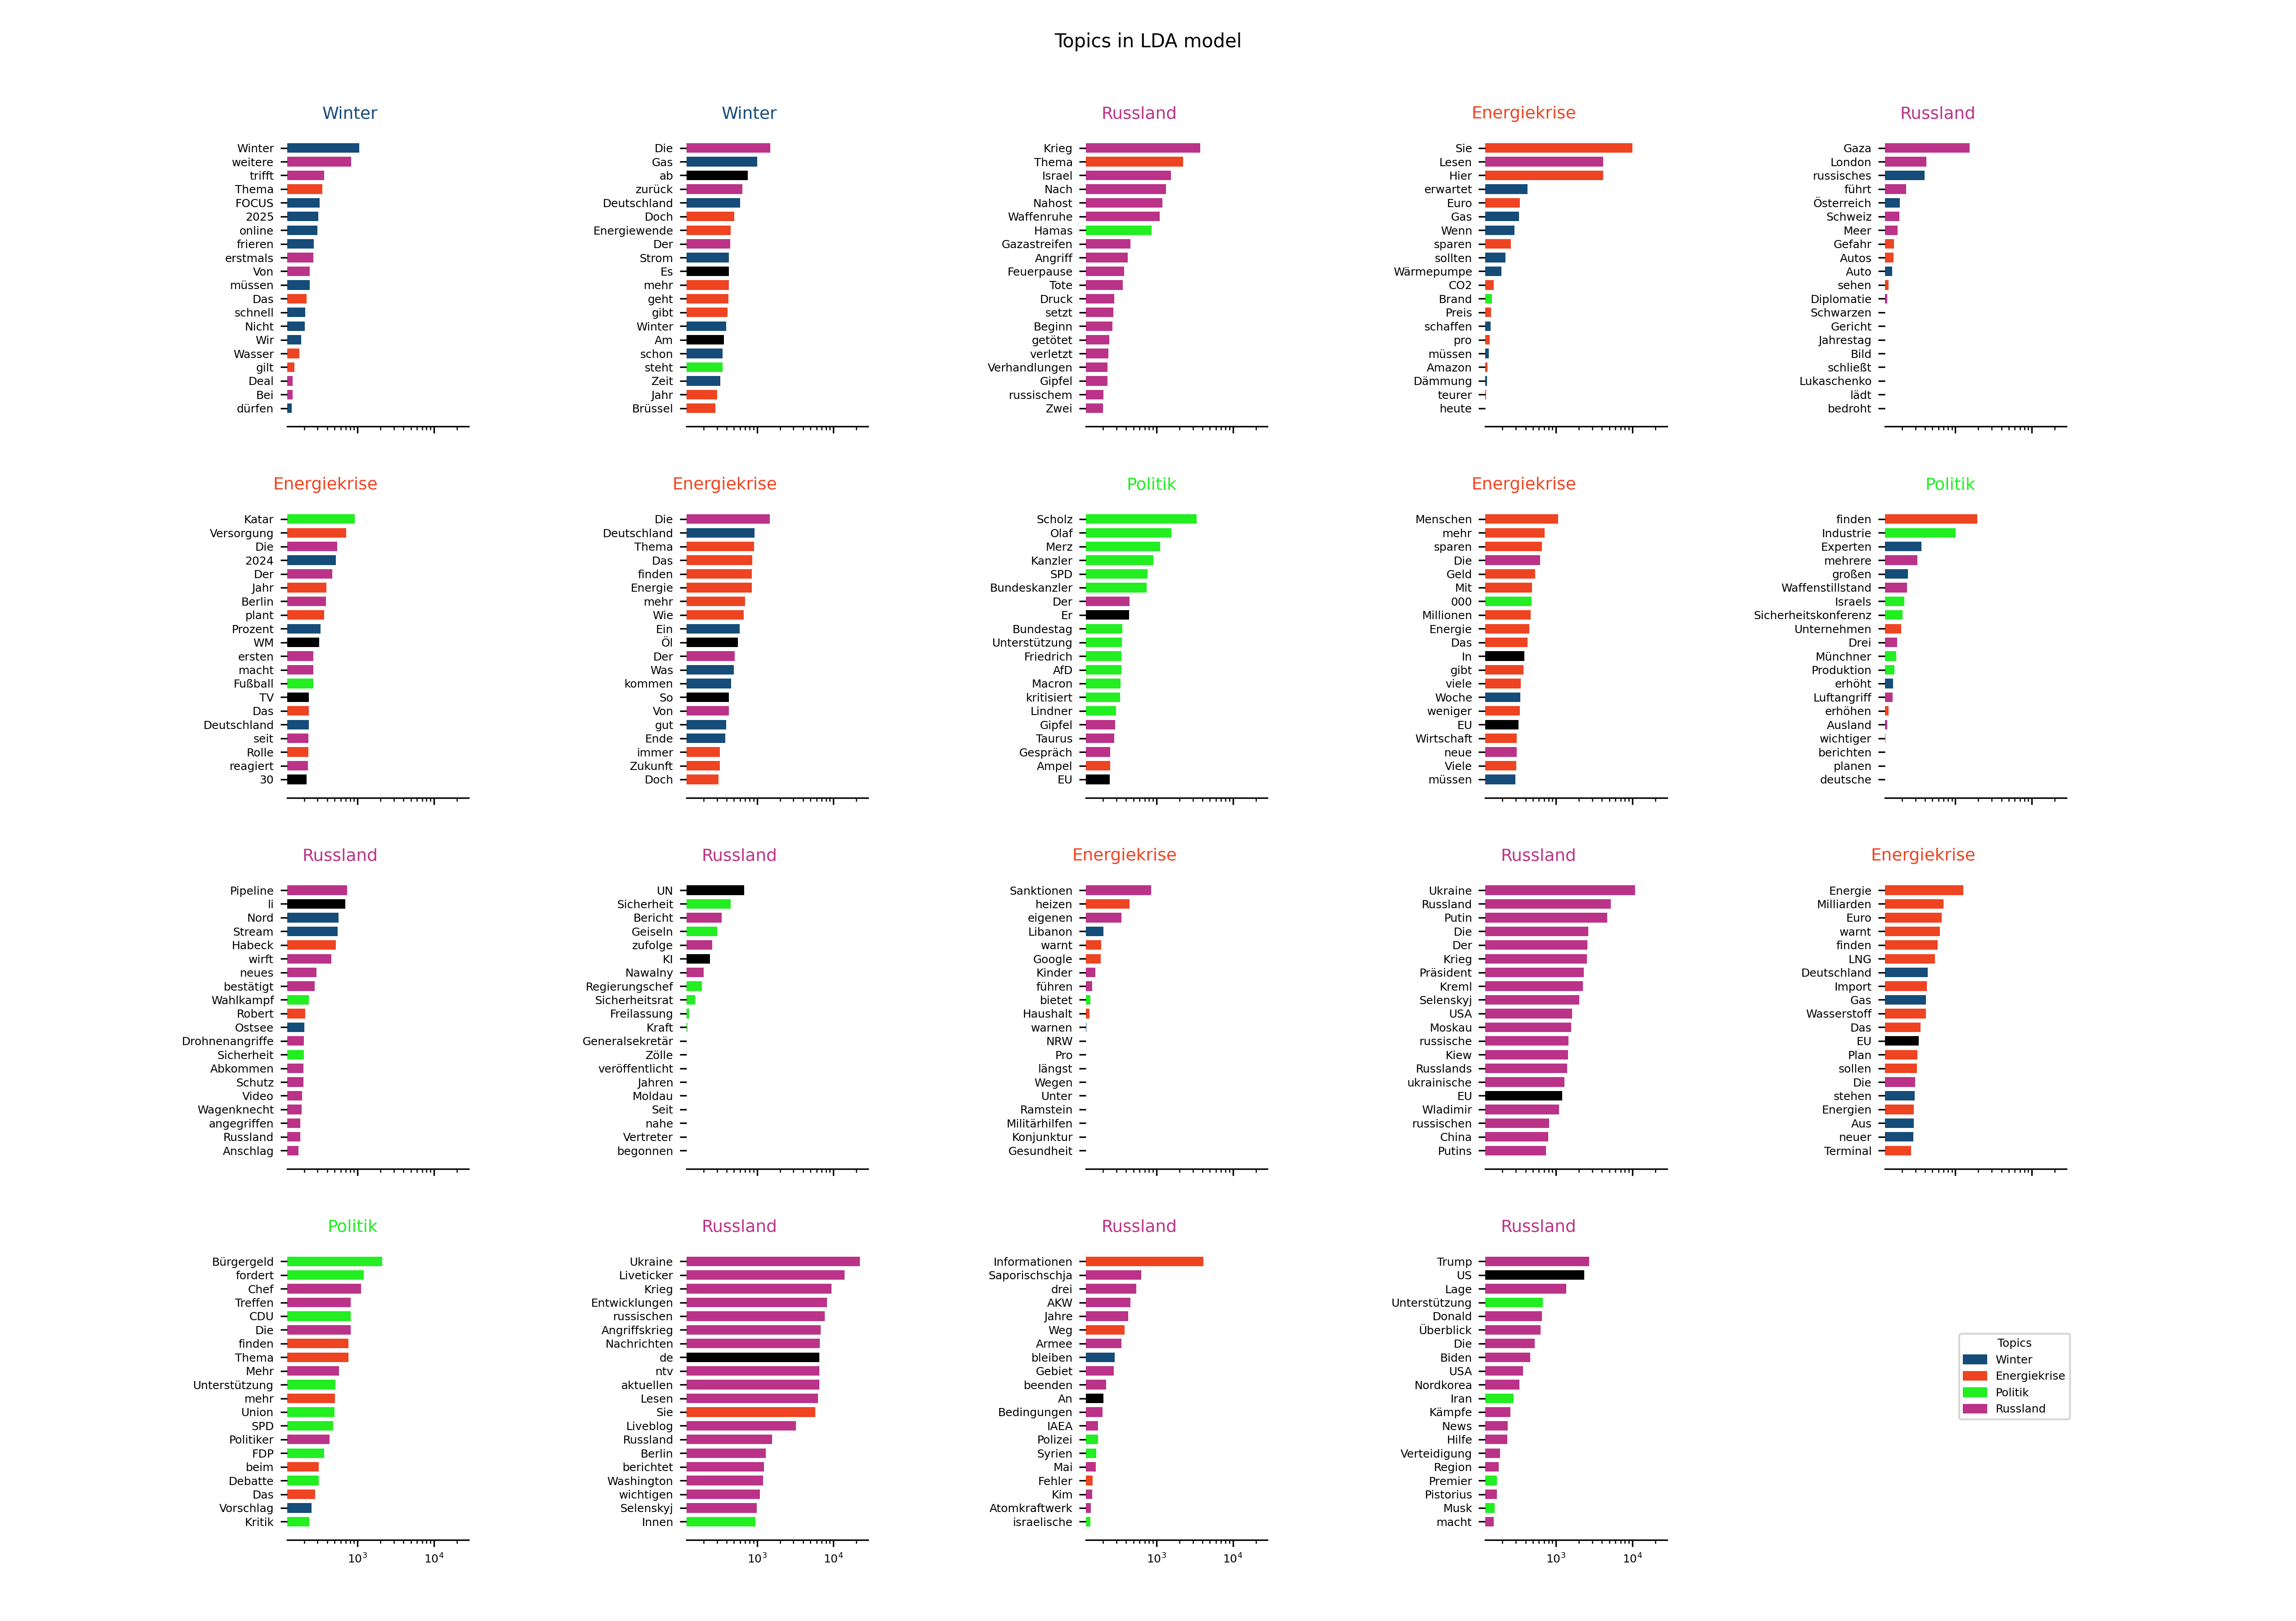 Topics in LDA model
Winter
Winter
weitere
trifft
Thema
FOCUS
2025
online
frieren
erstmals
Von
müssen
Das
schnell
Nicht
Wir
Wasser
gilt
Deal
Bei
dürfen
Winter
Die
Gas
ab
zurück
Deutschland
Doch
Energiewende
Der
Strom
Es
mehr
geht
gibt
Winter
Am
schon
steht
Zeit
Jahr
Brüssel
Russland
Krieg
Thema
Israel
Nach
Nahost
Waffenruhe
Hamas
Gazastreifen
Angriff
Feuerpause
Tote
Druck
setzt
Beginn
getötet
verletzt
Verhandlungen
Gipfel
russischem
Zwei
Energiekrise
Sie
Lesen
Hier
erwartet
Euro
Gas
Wenn
sparen
sollten
Wärmepumpe
CO2
Brand
Preis
schaffen
pro
müssen
Amazon
Dämmung
teurer
heute
Russland
Gaza
London
russisches
führt
Österreich
Schweiz
Meer
Gefahr
Autos
Auto
sehen
Diplomatie
Schwarzen
Gericht
Jahrestag
Bild
schließt
Lukaschenko
lädt
bedroht
Energiekrise
Katar
Versorgung
Die
2024
Der
Jahr
Berlin
plant
Prozent
WM
ersten
macht
Fußball
TV
Das
Deutschland
seit
Rolle
reagiert
30
Energiekrise
Die
Deutschland
Thema
Das
finden
Energie
mehr
Wie
Ein
Öl
Der
Was
kommen
So
Von
gut
Ende
immer
Zukunft
Doch
Politik
Scholz
Olaf
Merz
Kanzler
SPD
Bundeskanzler
Der
Er
Bundestag
Unterstützung
Friedrich
AfD
Macron
kritisiert
Lindner
Gipfel
Taurus
Gespräch
Ampel
EU
Energiekrise
Menschen
mehr
sparen
Die
Geld
Mit
000
Millionen
Energie
Das
In
gibt
viele
Woche
weniger
EU
Wirtschaft
neue
Viele
müssen
Politik
finden
Industrie
Experten
mehrere
großen
Waffenstillstand
Israels
Sicherheitskonferenz
Unternehmen
Drei
Münchner
Produktion
erhöht
Luftangriff
erhöhen
Ausland
wichtiger
berichten
planen
deutsche
Russland
Pipeline
li
Nord
Stream
Habeck
wirft
neues
bestätigt
Wahlkampf
Robert
Ostsee
Drohnenangriffe
Sicherheit
Abkommen
Schutz
Video
Wagenknecht
angegriffen
Russland
Anschlag
Russland
UN
Sicherheit
Bericht
Geiseln
zufolge
KI
Nawalny
Regierungschef
Sicherheitsrat
Freilassung
Kraft
Generalsekretär
Zölle
veröffentlicht
Jahren
Moldau
Seit
nahe
Vertreter
begonnen
Energiekrise
Sanktionen
heizen
eigenen
Libanon
warnt
Google
Kinder
führen
bietet
Haushalt
warnen
NRW
Pro
längst
Wegen
Unter
Ramstein
Militärhilfen
Konjunktur
Gesundheit
Russland
Ukraine
Russland
Putin
Die
Der
Krieg
Präsident
Kreml
Selenskyj
USA
Moskau
russische
Kiew
Russlands
ukrainische
EU
Wladimir
russischen
China
Putins
Energiekrise
Energie
Milliarden
Euro
warnt
finden
LNG
Deutschland
Import
Gas
Wasserstoff
Das
EU
Plan
sollen
Die
stehen
Energien
Aus
neuer
Terminal
Politik
Bürgergeld
fordert
Chef
Treffen
CDU
Die
finden
Thema
Mehr
Unterstützung
mehr
Union
SPD
Politiker
FDP
beim
Debatte
Das
Vorschlag
Kritik
10³ 10⁴
Russland
Ukraine
Liveticker
Krieg
Entwicklungen
russischen
Angriffskrieg
Nachrichten
de
ntv
aktuellen
Lesen
Sie
Liveblog
Russland
Berlin
berichtet
Washington
wichtigen
Selenskyj
Innen
10³ 10⁴
Russland
Informationen
Saporischschja
drei
AKW
Jahre
Weg
Armee
bleiben
Gebiet
beenden
An
Bedingungen
IAEA
Polizei
Syrien
Mai
Fehler
Kim
Atomkraftwerk
israelische
10³ 10⁴
Russland
Trump
US
Lage
Unterstützung
Donald
Überblick
Die
Biden
USA
Nordkorea
Iran
Kämpfe
News
Hilfe
Verteidigung
Region
Premier
Pistorius
Musk
macht
10³ 10⁴
Topics
Winter
Energiekrise
Politik
Russland